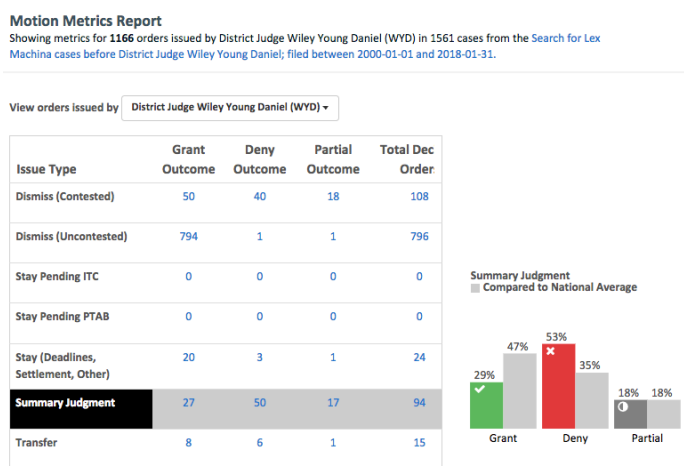 Motion Metrics Report
Showing metrics for 1166 orders issued by District Judge Wiley Young Daniel (WYD) in 1561 cases from the Search for Lex
Machina cases before District Judge Wiley Young Daniel; filed between 2000-01-01 and 2018-01-31.
View orders issued by District Judge Wiley Young Daniel (WYD)
Grant Deny Partial Total Dec
Issue Type Outcome Outcome Outcome Order
Dismiss (Contested) 50 40 18 108
Dismiss (Uncontested) 794 1 1 796
Stay Pending ITC 0 0 0 0
Stay Pending PTAB 0 0 0 0
Stay (Deadlines, 20 3 1 24
Settlement, Other)
Summary Judgment 27 50 17 94
Transfer 8 6 1 15
Summary Judgment
Compared to National Average
29% 47% 53% 35% 18% 18%
Grant Deny Partial